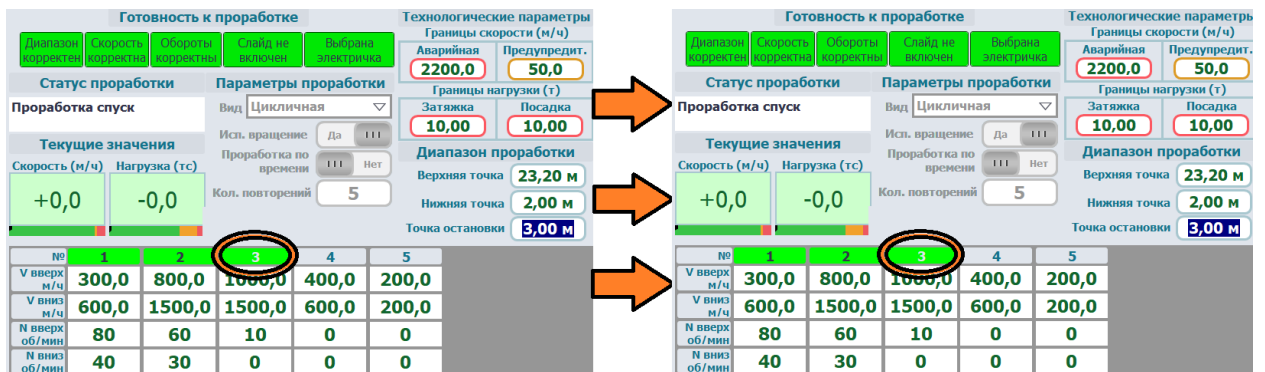 Готовность к проработке
Диапазон корректен
Скорость корректна
Обороты корректны
Слайд не включен
Выбрана электричка
Статус проработки
Проработка спуск
Текущие значения
Скорость (м/ч) Нагрузка (тс)
+0,0 -0,0
Параметры проработки
Вид Цикличная
Исп. вращение Да
Проработка по времени Нет
Кол. повторений 5
Технологические параметры
Границы скорости (м/ч)
Аварийная Предупредит.
2200,0 50,0
Границы нагрузки (т)
Затяжка Посадка
10,00 10,00
Диапазон проработки
Верхняя точка 23,20 м
Нижняя точка 2,00 м
Точка остановки 3,00 м
№ 1 2 3 4 5
V вверх м/ч 300,0 800,0 1000,0 400,0 200,0
V вниз м/ч 600,0 1500,0 1500,0 600,0 200,0
N вверх об/мин 80 60 10 0 0
N вниз об/мин 40 30 0 0 0
Готовность к проработке
Диапазон корректен
Скорость корректна
Обороты корректны
Слайд не включен
Выбрана электричка
Статус проработки
Проработка спуск
Текущие значения
Скорость (м/ч) Нагрузка (тс)
+0,0 -0,0
Параметры проработки
Вид Цикличная
Исп. вращение Да
Проработка по времени Нет
Кол. повторений 5
Технологические параметры
Границы скорости (м/ч)
Аварийная Предупредит.
2200,0 50,0
Границы нагрузки (т)
Затяжка Посадка
10,00 10,00
Диапазон проработки
Верхняя точка 23,20 м
Нижняя точка 2,00 м
Точка остановки 3,00 м
№ 1 2 3 4 5
V вверх м/ч 300,0 800,0 1000,0 400,0 200,0
V вниз м/ч 600,0 1500,0 1500,0 600,0 200,0
N вверх об/мин 80 60 10 0 0
N вниз об/мин 40 30 0 0 0